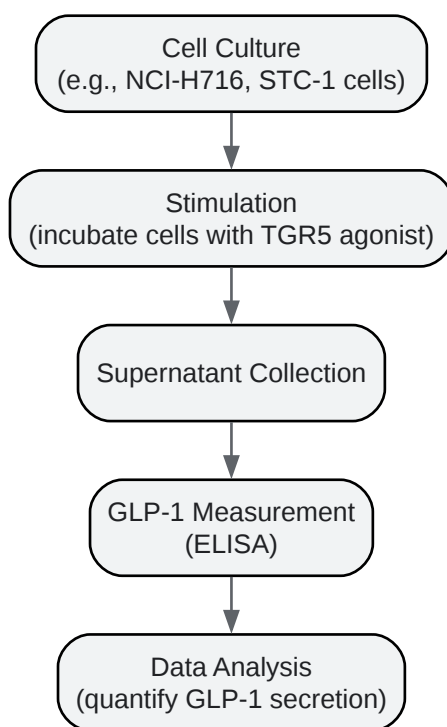 Cell Culture
(e.g., NCI-H716, STC-1 cells)
Stimulation
(incubate cells with TGR5 agonist)
Supernatant Collection
GLP-1 Measurement
(ELISA)
Data Analysis
(quantify GLP-1 secretion)